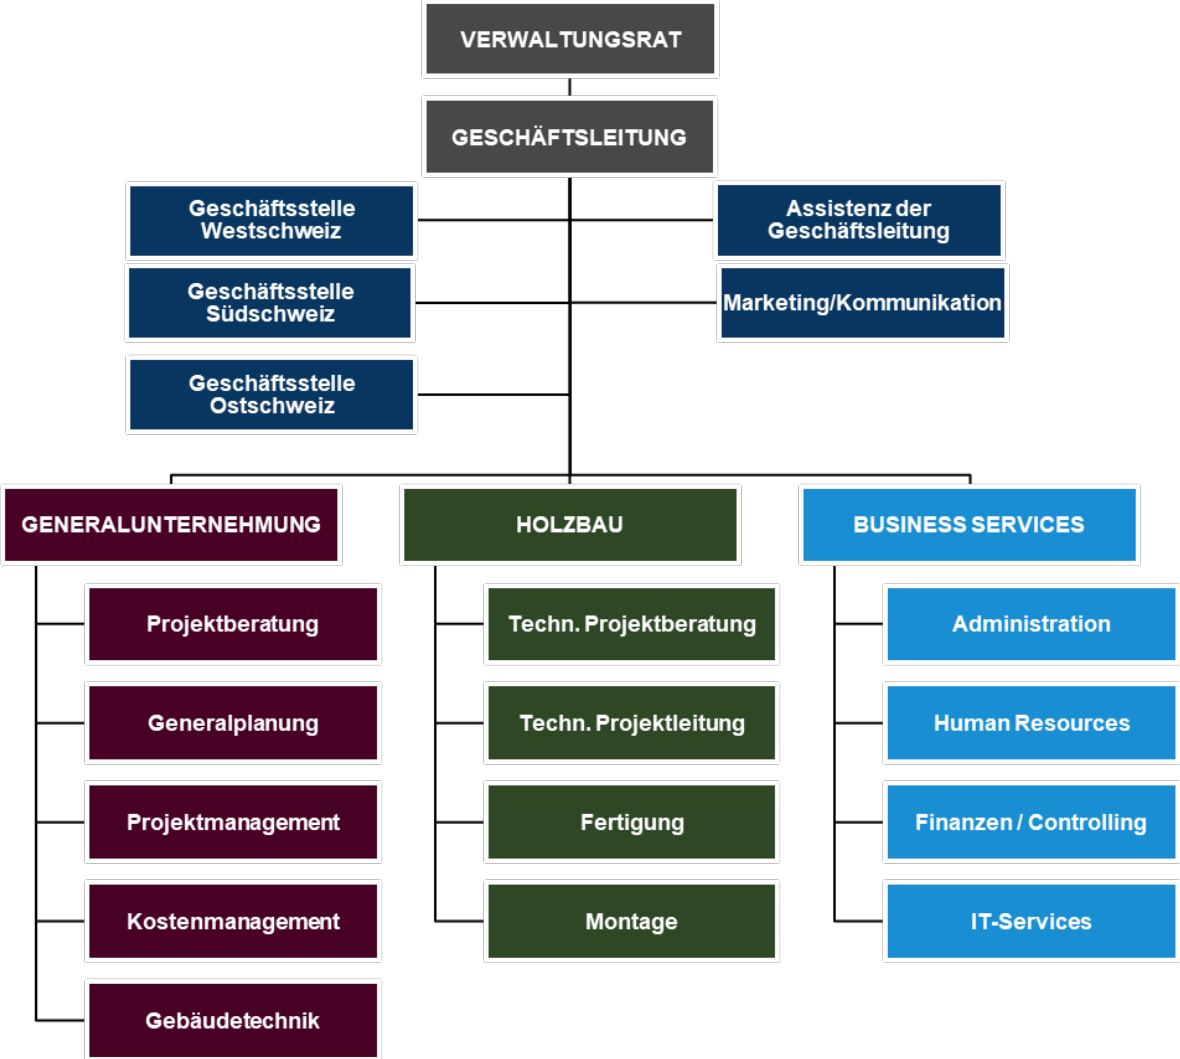 VERWALTUNGSRAT
GESCHÄFTSLEITUNG
Geschäftsstelle
Westschweiz
Assistenz der
Geschäftsleitung
Geschäftsstelle
Südschweiz
Marketing/Kommunikation
Geschäftsstelle
Ostschweiz
GENERALUNTERNEHMUNG
Projektberatung
Generalplanung
Projektmanagement
Kostenmanagement
Gebäudetechnik
HOLZBAU
Techn. Projektberatung
Techn. Projektleitung
Fertigung
Montage
BUSINESS SERVICES
Administration
Human Resources
Finanzen / Controlling
IT-Services